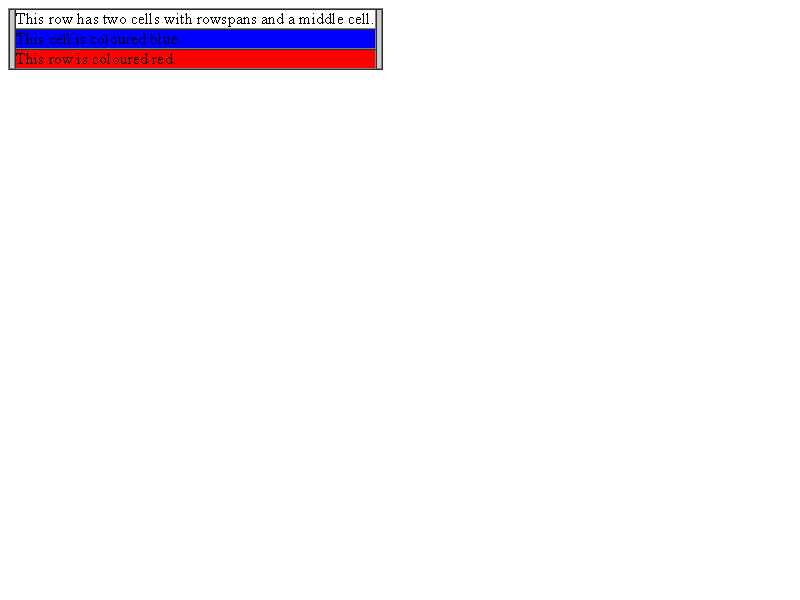 This row has two cells with rowspans and a middle cell.
This cell is coloured blue.
This row is coloured red.